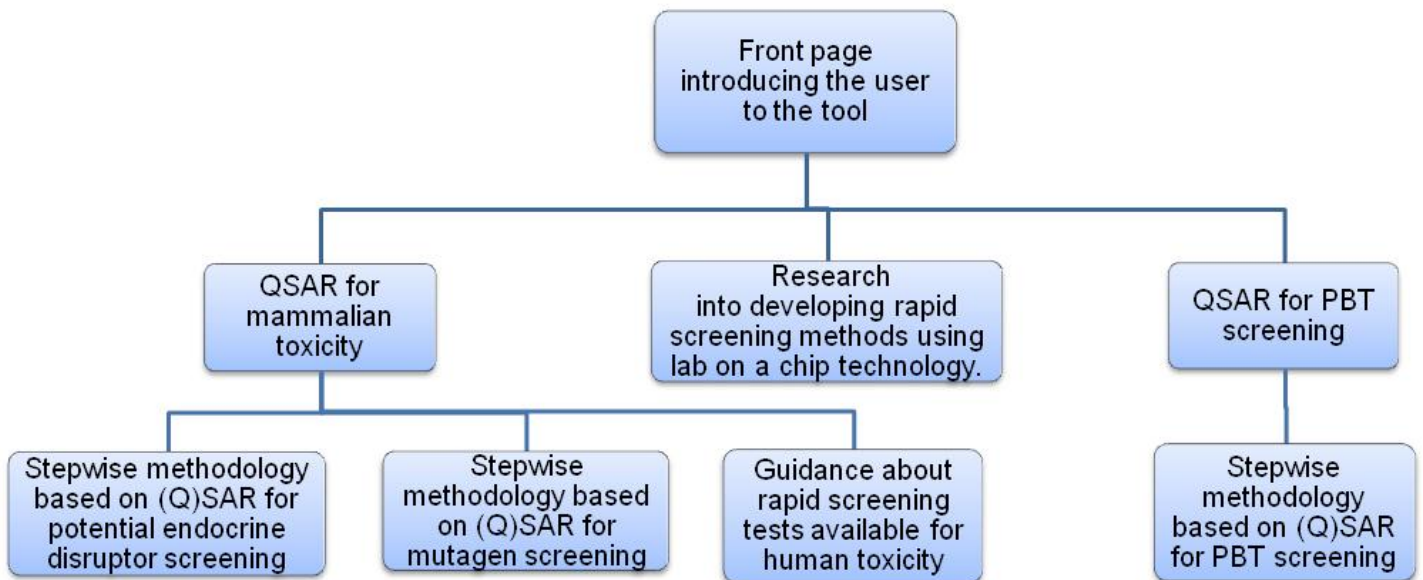 Front page
introducing the user
to the tool
QSAR for
mammalian
toxicity
Research
into developing rapid
screening methods using
lab on a chip technology.
QSAR for PBT
screening
Stepwise methodology
based on (Q)SAR for
potential endocrine
disruptor screening
Stepwise
methodology based
on (Q)SAR for
mutagen screening
Guidance about
rapid screening
tests available for
human toxicity
Stepwise
methodology
based on (Q)SAR
for PBT screening